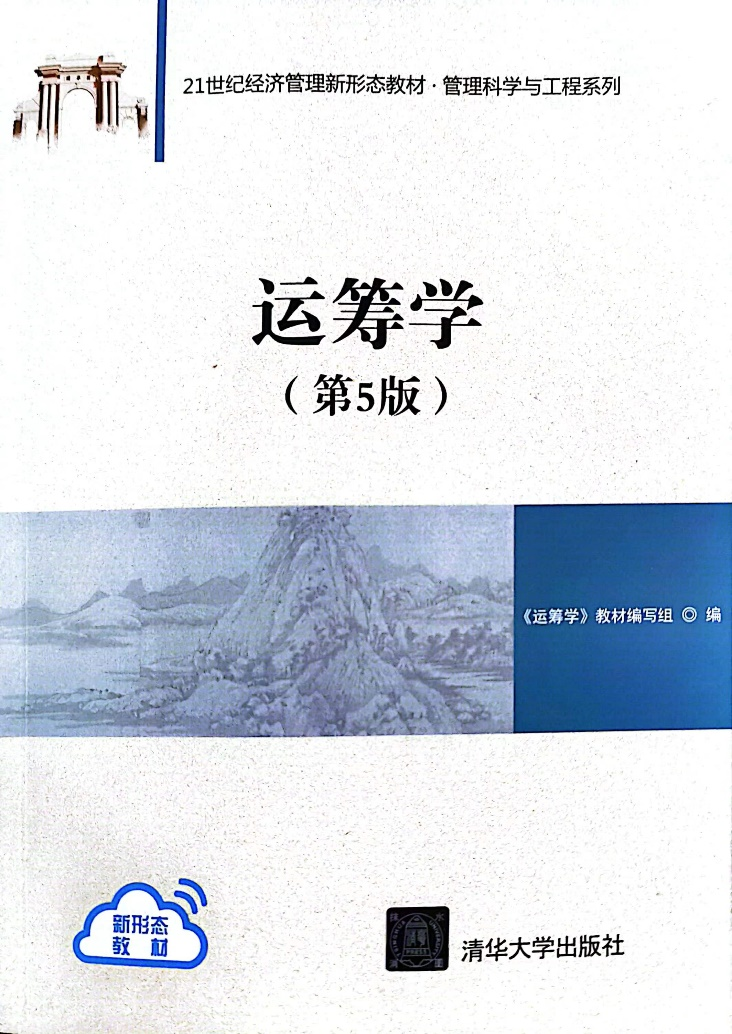 21世纪经济管理新形态教材·管理科学与工程系列
运筹学
（第5版）
《运筹学》教材编写组 ◎ 编
新形态
教材
清华大学出版社